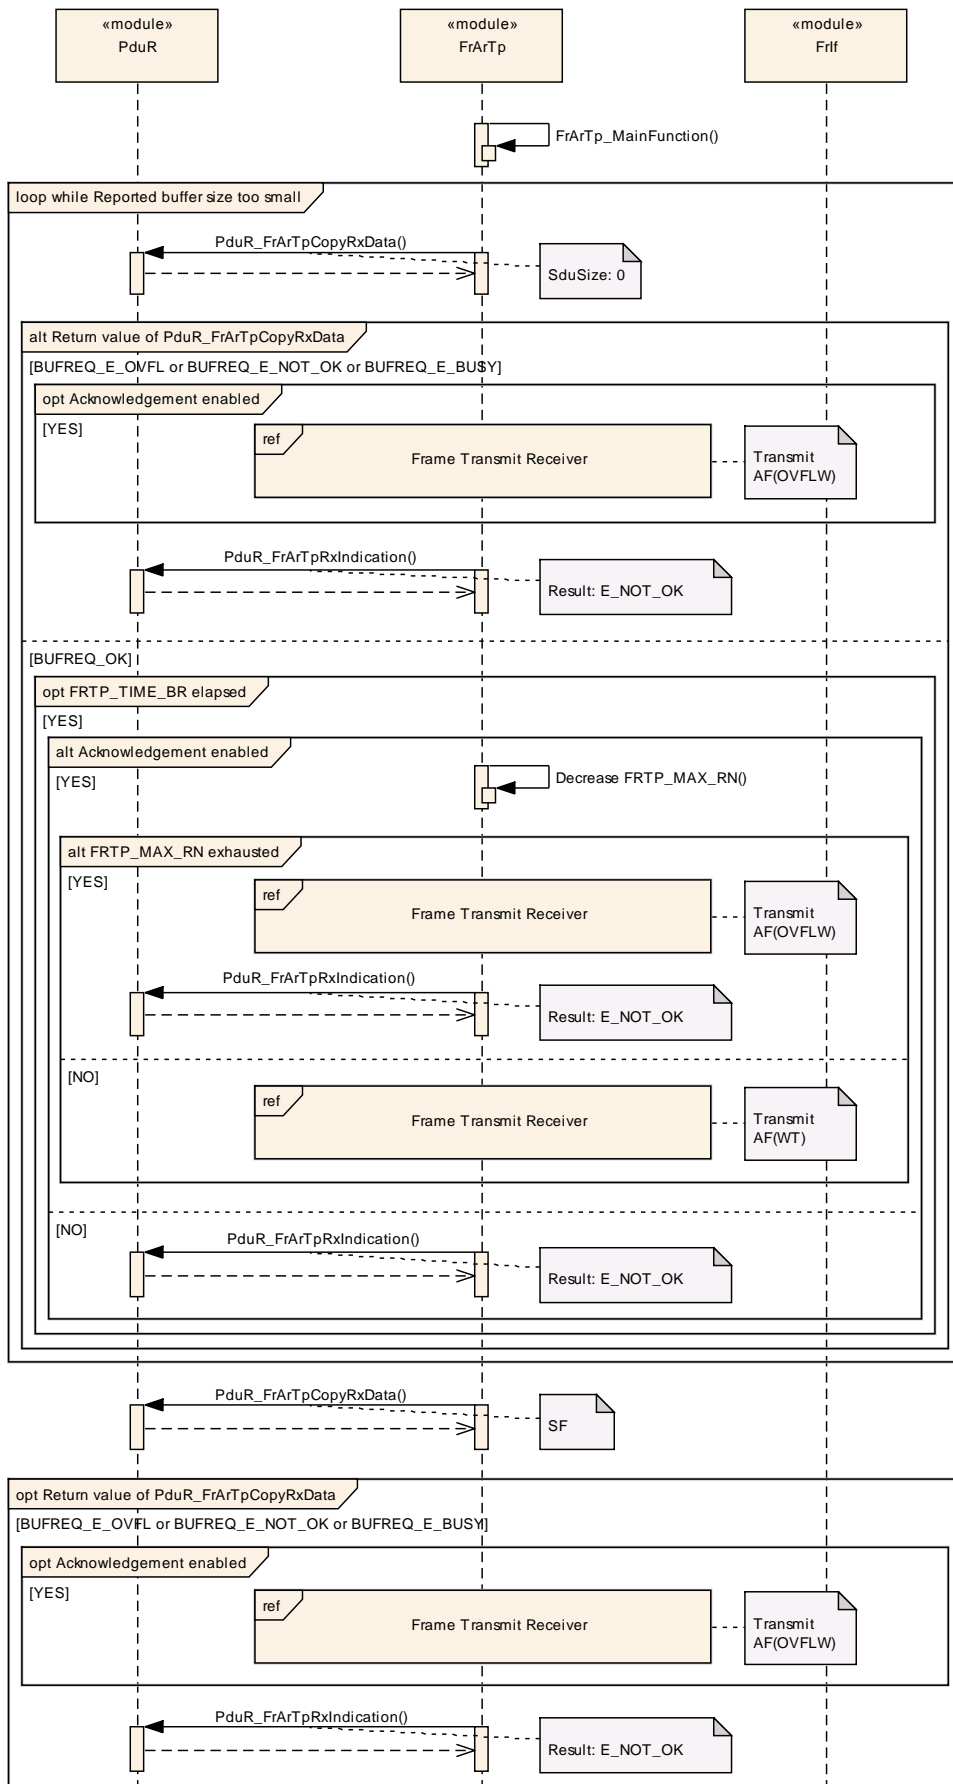 «module»
PduR
«module»
FrArTp
«module»
FrIf
FrArTp_MainFunction()
loop while Reported buffer size too small
PduR_FrArTpCopyRxData()
SduSize: 0
alt Return value of PduR_FrArTpCopyRxData
[BUFREQ_E_OVFL or BUFREQ_E_NOT_OK or BUFREQ_E_BUSY]
opt Acknowledgement enabled
[YES]
ref
Frame Transmit Receiver
Transmit
AF(OVFLW)
PduR_FrArTpRxIndication()
Result: E_NOT_OK
[BUFREQ_OK]
opt FRTP_TIME_BR elapsed
[YES]
alt Acknowledgement enabled
[YES]
Decrease FRTP_MAX_RN()
alt FRTP_MAX_RN exhausted
[YES]
ref
Frame Transmit Receiver
Transmit
AF(OVFLW)
PduR_FrArTpRxIndication()
Result: E_NOT_OK
[NO]
ref
Frame Transmit Receiver
Transmit
AF(WT)
[NO]
PduR_FrArTpRxIndication()
Result: E_NOT_OK
PduR_FrArTpCopyRxData()
SF
opt Return value of PduR_FrArTpCopyRxData
[BUFREQ_E_OVFL or BUFREQ_E_NOT_OK or BUFREQ_E_BUSY]
opt Acknowledgement enabled
[YES]
ref
Frame Transmit Receiver
Transmit
AF(OVFLW)
PduR_FrArTpRxIndication()
Result: E_NOT_OK